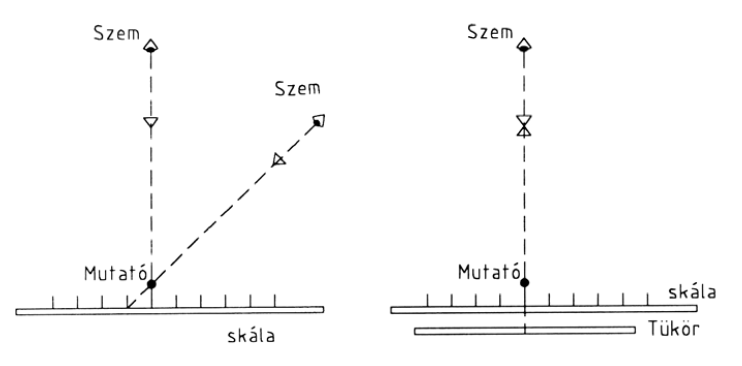 Szem
Szem
Mutató
skála
Szem
Mutató
skála
Tükör